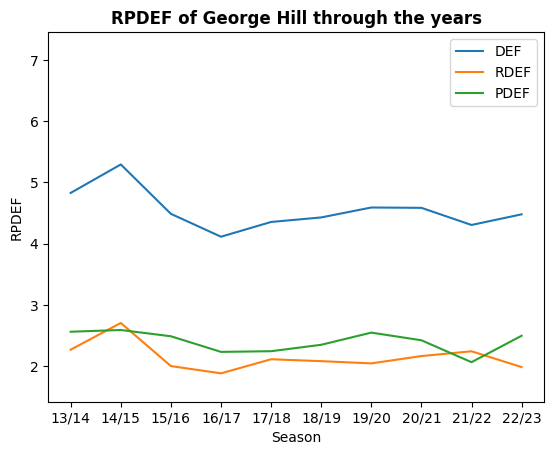 RPDEF of George Hill through the years
DEF
RDEF
PDEF
7
6
5
4
3
2
RPDEF
13/14 14/15 15/16 16/17 17/18 18/19 19/20 20/21 21/22 22/23
Season